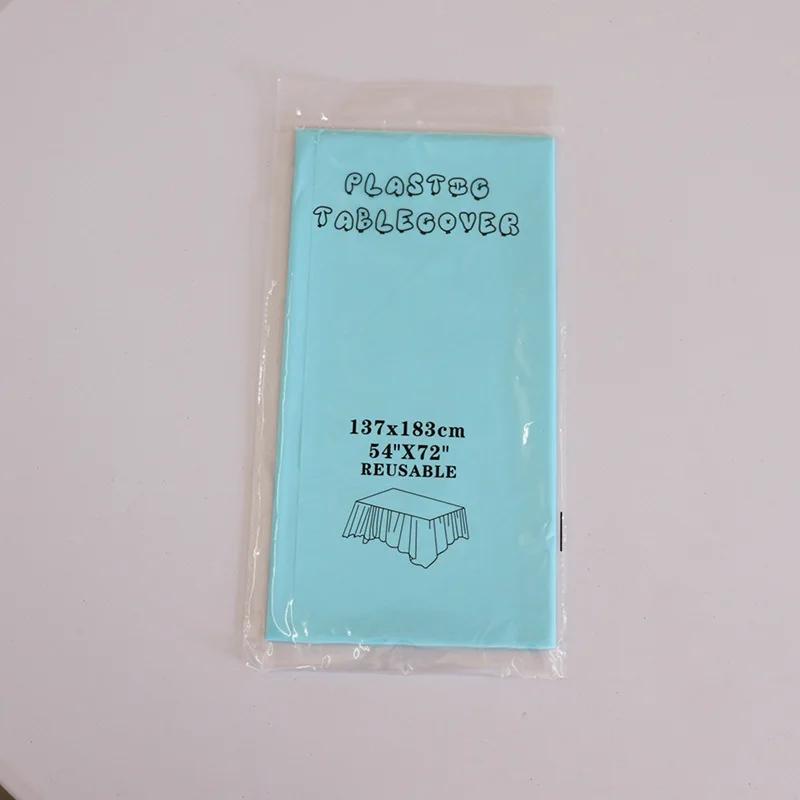 PLASTIC
TABLECOVER
137x183cm
54"X72"
REUSABLE